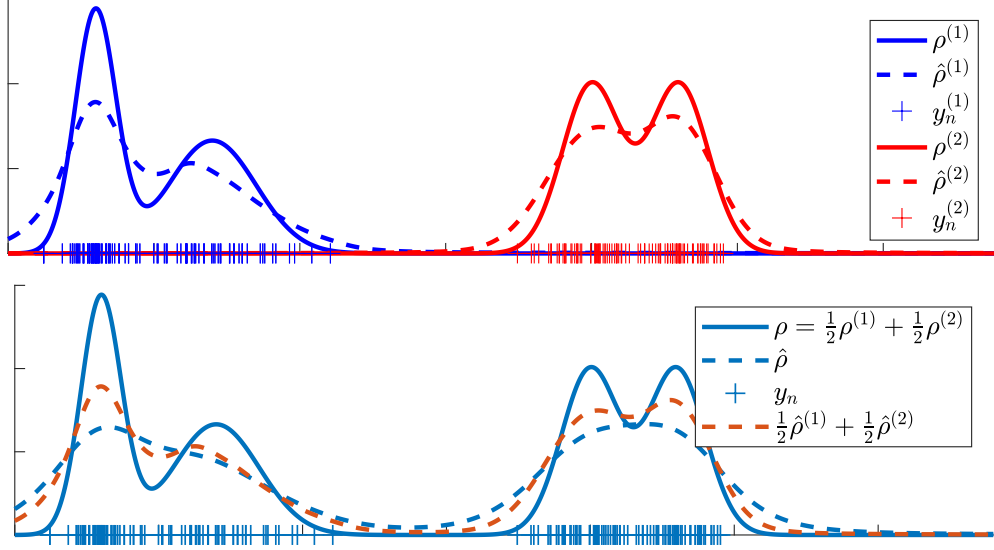 ρ^(1)
ρ̂^(1)
y_n^(1)
ρ^(2)
ρ̂^(2)
y_n^(2)
ρ = ½ρ^(1) + ½ρ^(2)
ρ̂
y_n
½ρ̂^(1) + ½ρ̂^(2)